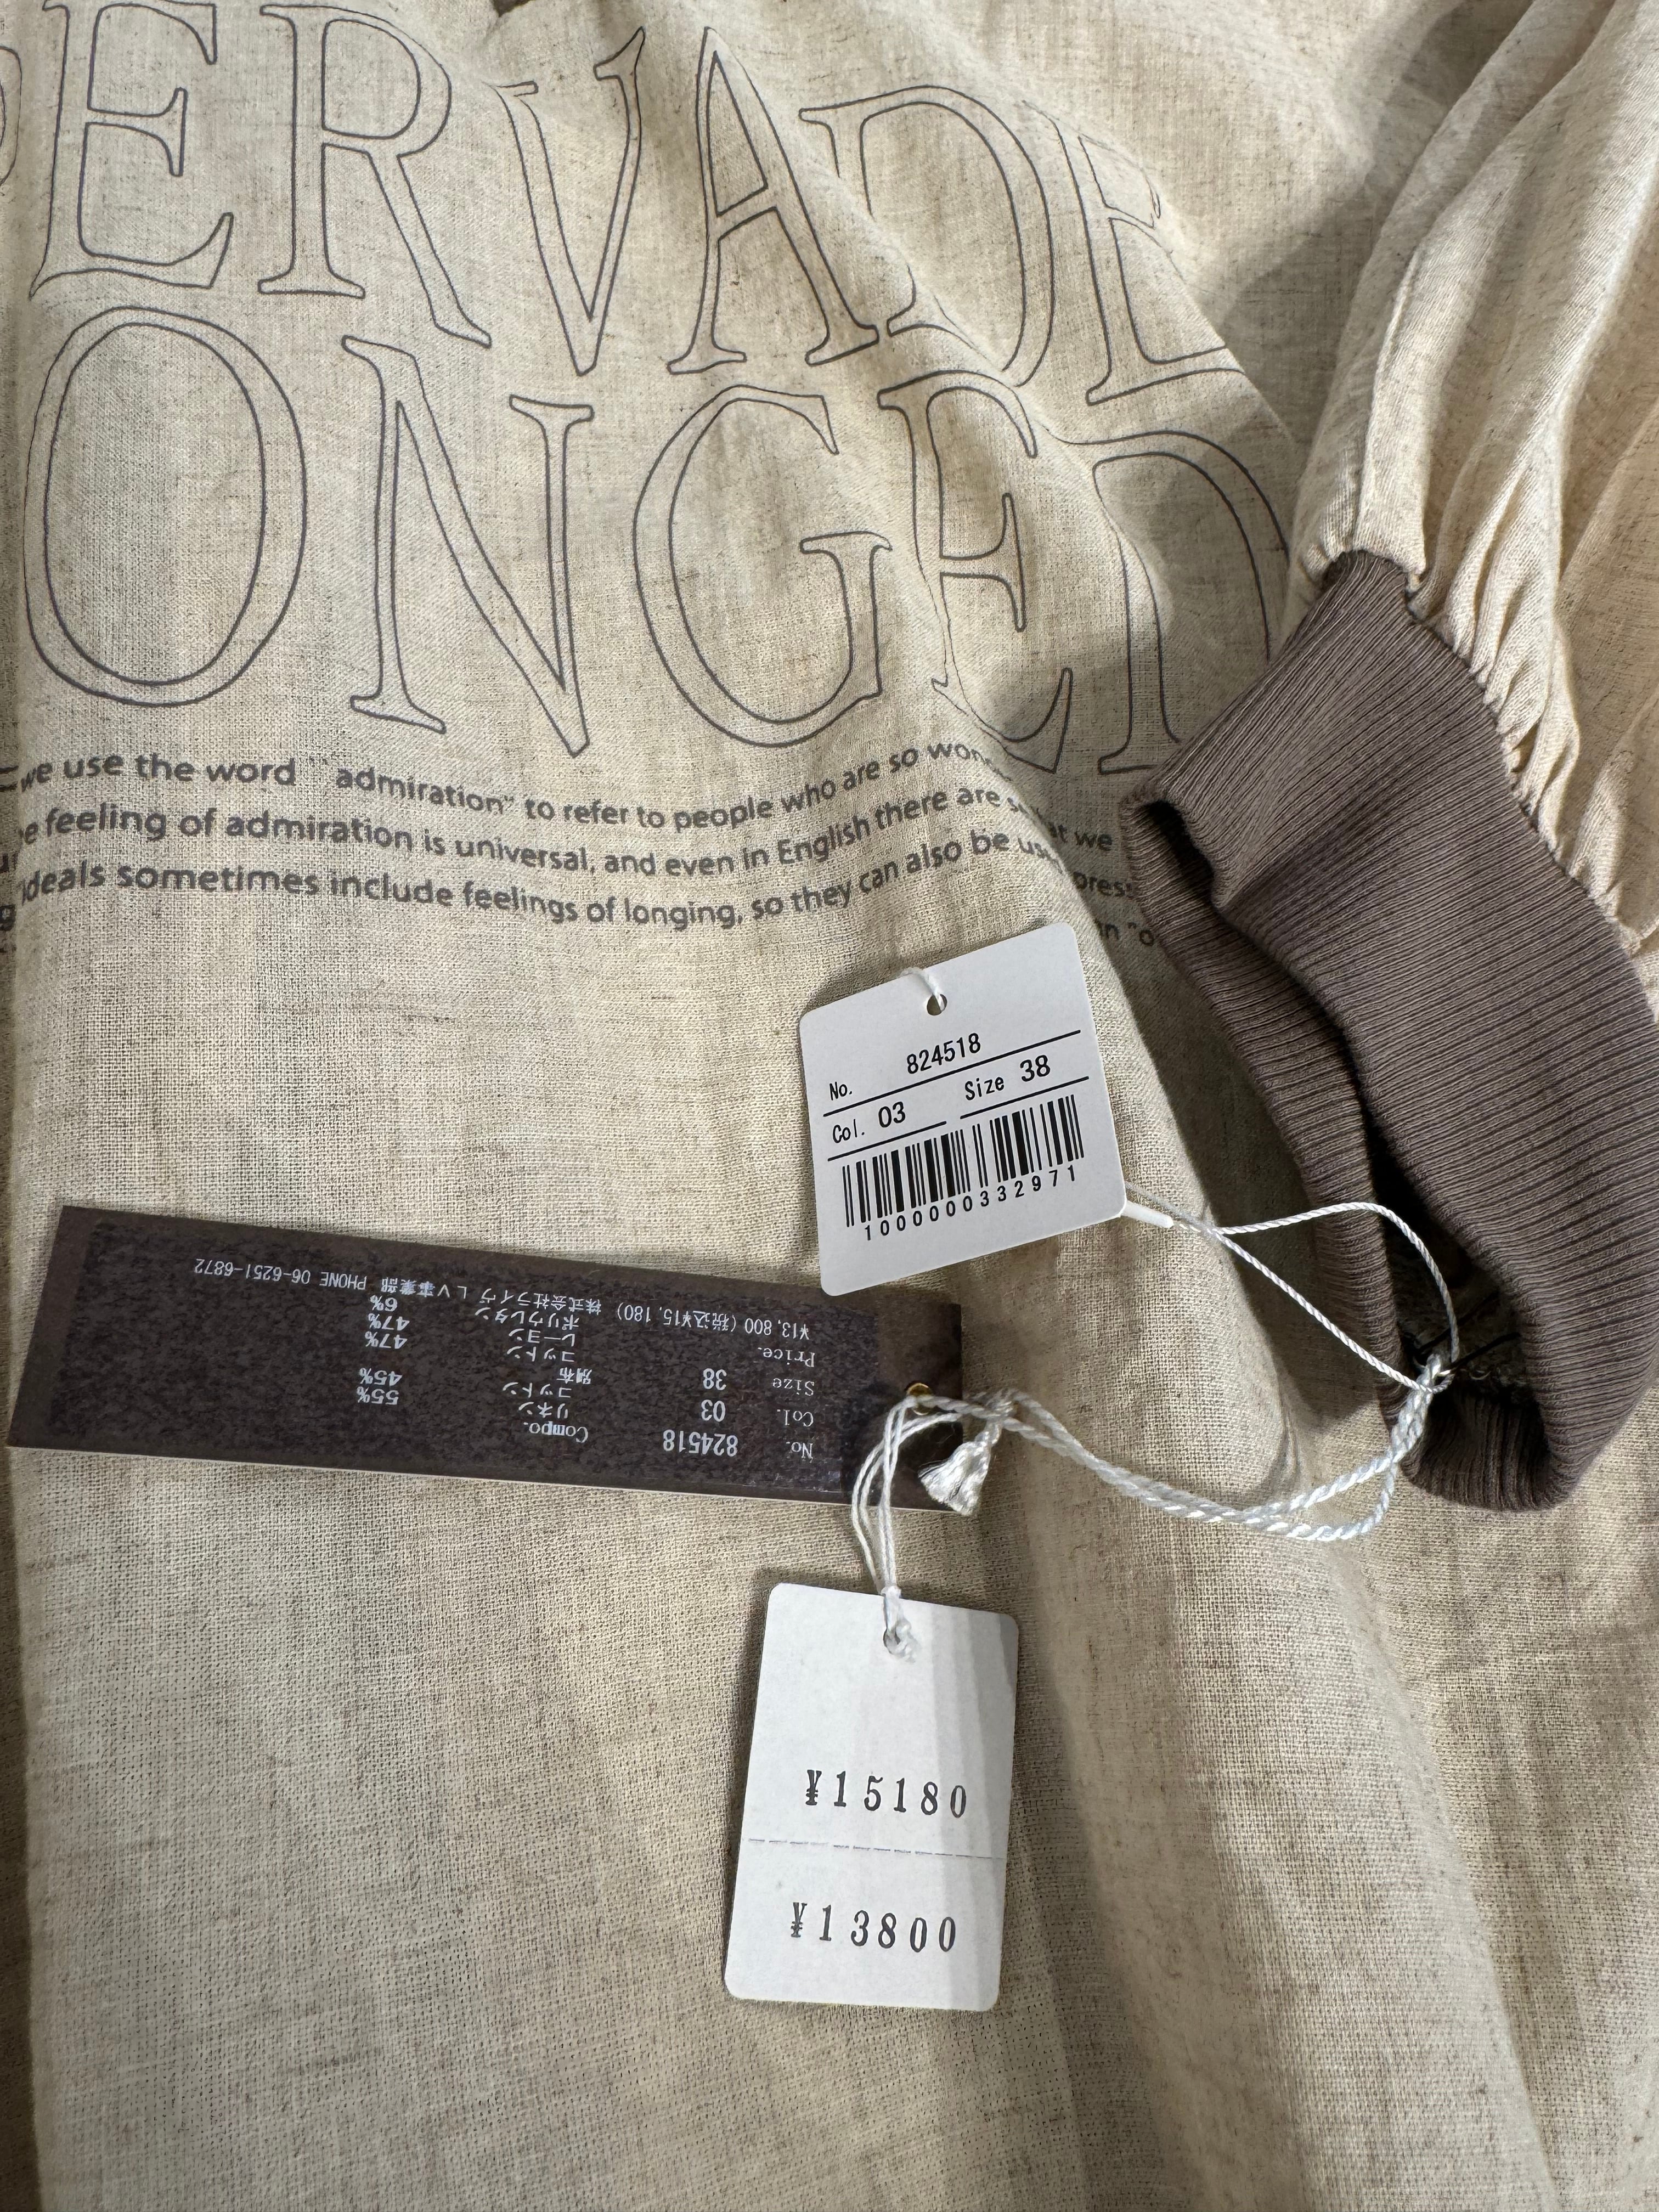 PERVADE
ONGER
we use the word ``admiration" to refer to people who are so
feeling of admiration is universal, and even in English there are
ideals sometimes include feelings of longing, so they can also be
we
No. 824518
Col. 03 Size 38
1000000332971
No. 824518 Compo.
Col. 03 リネン 55%
Size 38 コットン 45%
別布
Price. コットン 47%
レーヨン 47%
ポリウレタン 6%
¥13,800 (税込¥15,180) 株式会社ライヴ LV事業部 PHONE 06-6251-6872
¥15180
¥13800